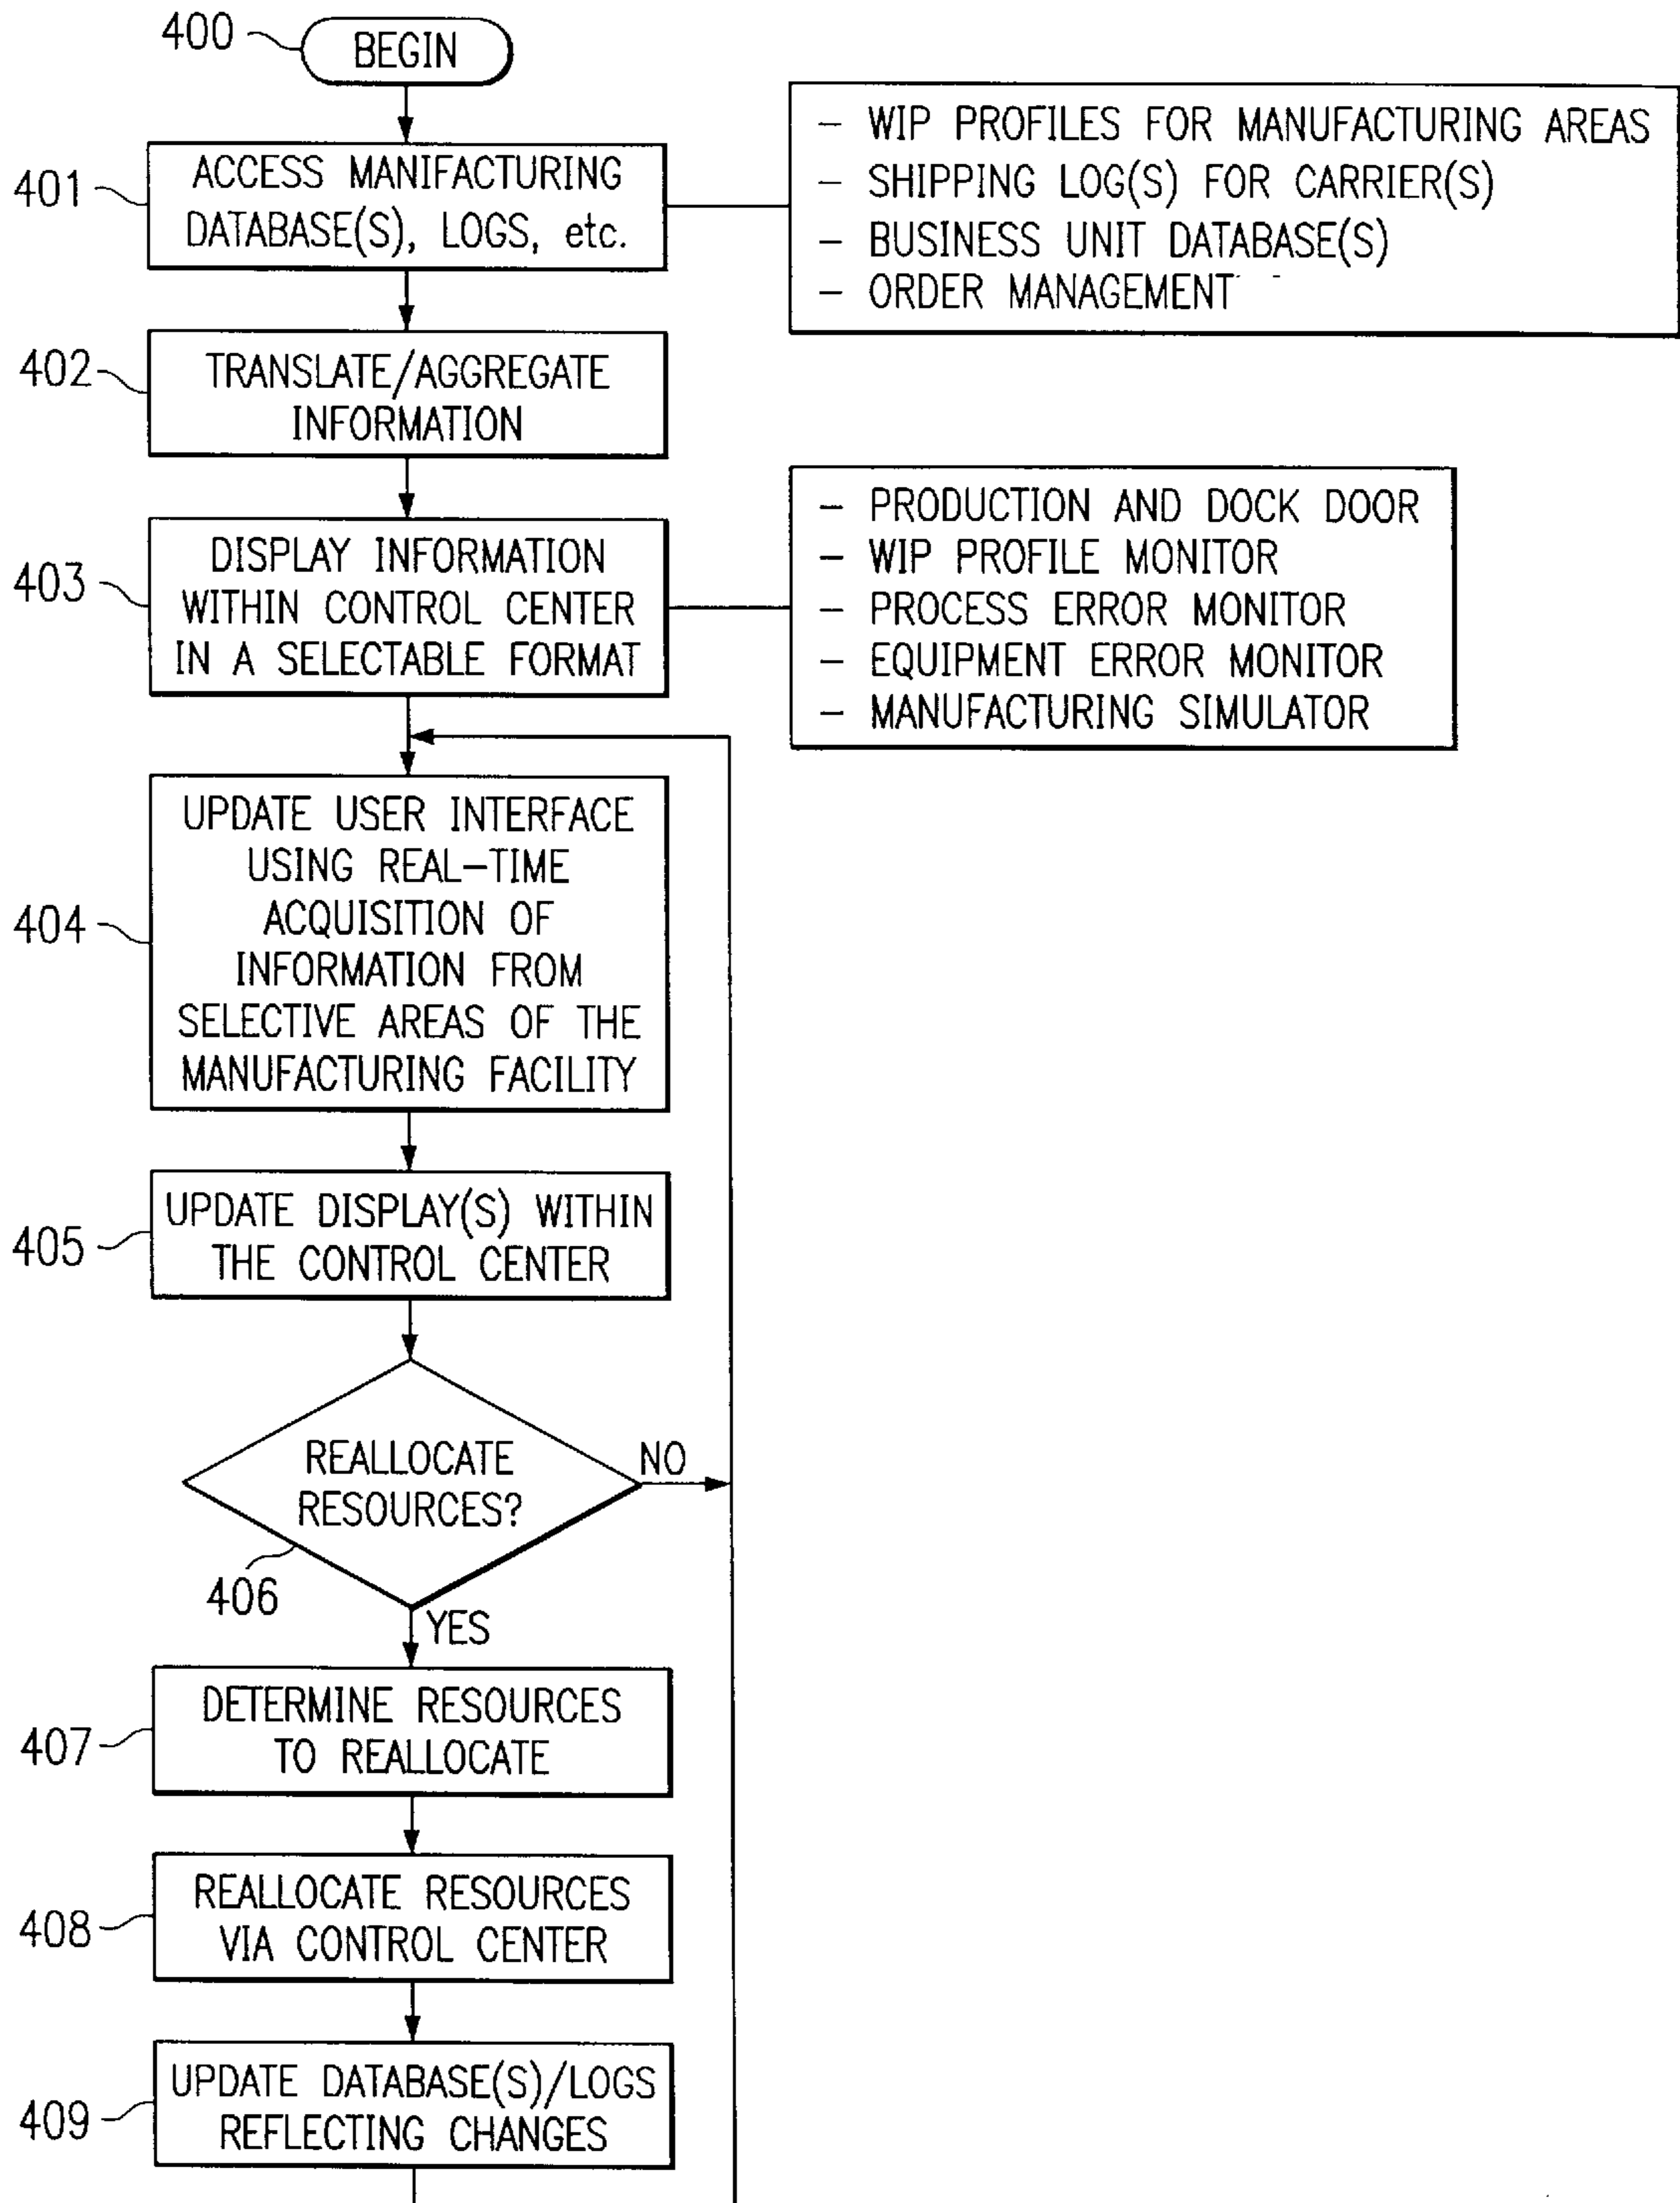 400
BEGIN
401
ACCESS MANIFACTURING
DATABASE(S), LOGS, etc.
– WIP PROFILES FOR MANUFACTURING AREAS
– SHIPPING LOG(S) FOR CARRIER(S)
– BUSINESS UNIT DATABASE(S)
– ORDER MANAGEMENT
402
TRANSLATE/AGGREGATE
INFORMATION
403
DISPLAY INFORMATION
WITHIN CONTROL CENTER
IN A SELECTABLE FORMAT
– PRODUCTION AND DOCK DOOR
– WIP PROFILE MONITOR
– PROCESS ERROR MONITOR
– EQUIPMENT ERROR MONITOR
– MANUFACTURING SIMULATOR
404
UPDATE USER INTERFACE
USING REAL–TIME
ACQUISITION OF
INFORMATION FROM
SELECTIVE AREAS OF THE
MANUFACTURING FACILITY
405
UPDATE DISPLAY(S) WITHIN
THE CONTROL CENTER
REALLOCATE
RESOURCES?
NO
406
YES
407
DETERMINE RESOURCES
TO REALLOCATE
408
REALLOCATE RESOURCES
VIA CONTROL CENTER
409
UPDATE DATABASE(S)/LOGS
REFLECTING CHANGES